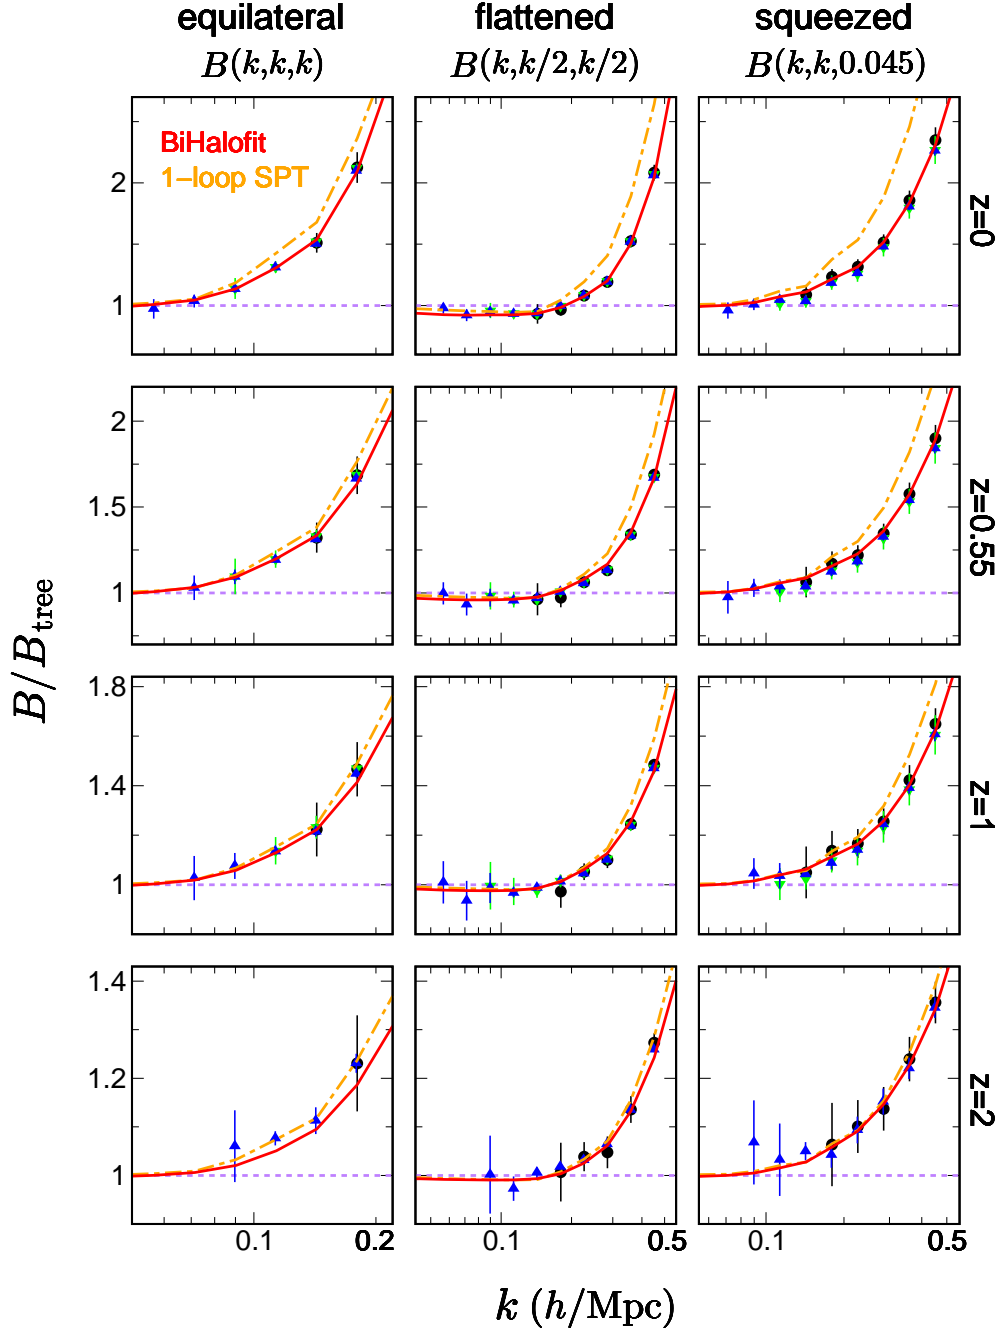 equilateral
flattened
squeezed
B(k,k,k)
B(k,k/2,k/2)
B(k,k,0.045)
BiHalofit
1−loop SPT
2
1
z=0
2
1.5
1
z=0.55
B/B_tree
1.8
1.4
1
z=1
1.4
1.2
1
z=2
0.1
0.2
0.1
0.5
0.1
0.5
k (h/Mpc)